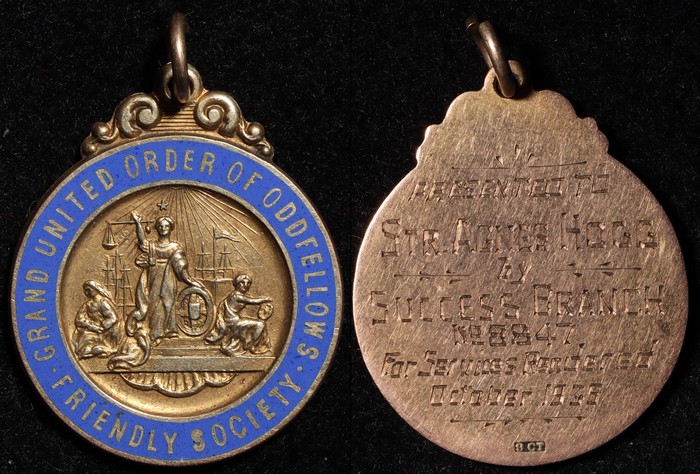 GRAND UNITED ORDER OF ODDFELLOWS
· FRIENDLY SOCIETY ·
PRESENTED TO
STR. AGNES HOGG
by
SUCCESS BRANCH
No 8847
For Services Rendered
October 1938
9 CT